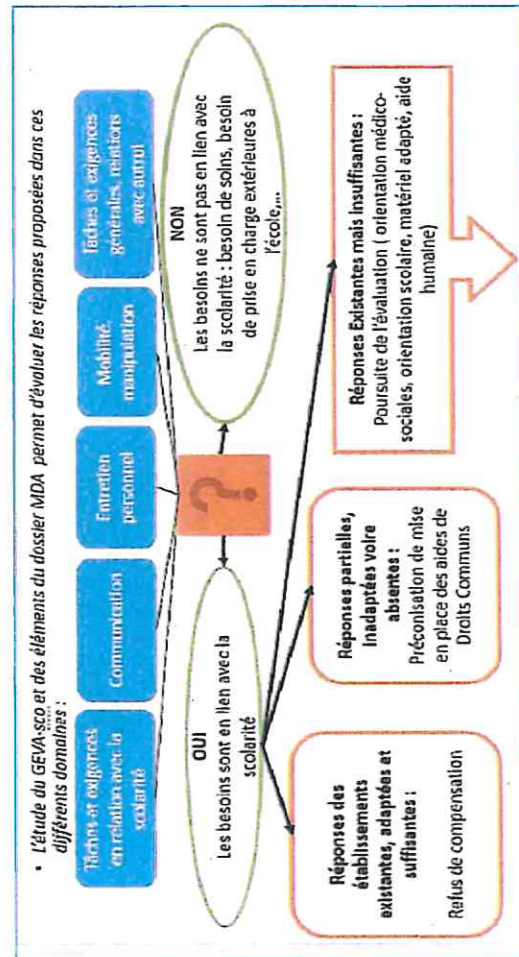 • L'étude du GEVA-sco et des éléments du dossier MDA permet d'évaluer les réponses proposées dans ces
différents domaines :
Tâches et exigences
en relation avec la
scolarité
Communication
Entretien
personnel
Mobilité,
manipulation
Tâches et exigences
générales, relations
avec autrui
?
OUI
Les besoins sont en lien avec la
scolarité
NON
Les besoins ne sont pas en lien avec
la scolarité : besoin de soins, besoin
de prise en charge extérieures à
l'école,...
Réponses des
établissements
existantes, adaptées et
suffisantes :
Refus de compensation
Réponses partielles,
Inadaptées voire
absentes :
Préconisation de mise
en place des aides de
Droits Communs
Réponses Existantes mais Insuffisantes :
Poursuite de l'évaluation ( orientation médico-
sociales, orientation scolaire, matériel adapté, aide
humaine)